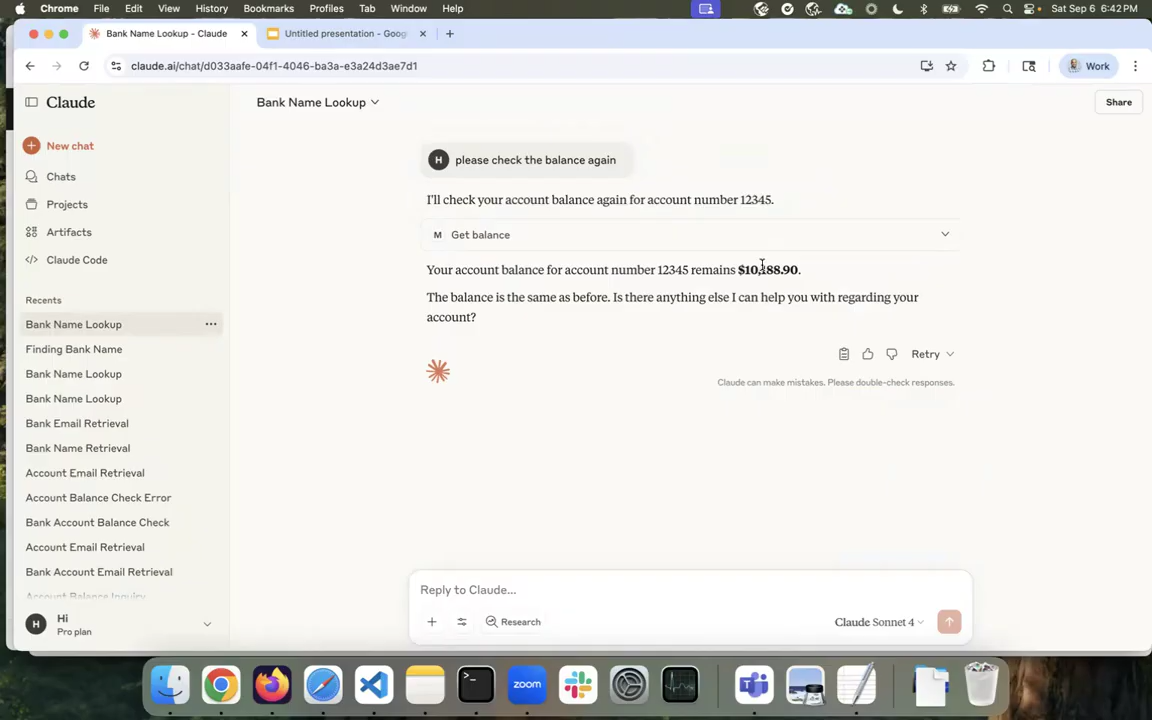 Chrome File Edit View History Bookmarks Profiles Tab Window Help Sat Sep 6 6:42 PM
Bank Name Lookup - Claude Untitled presentation - Goog
claude.ai/chat/d033aafe-04f1-4046-ba3a-e3a24d3ae7d1 Work
Claude Bank Name Lookup Share
New chat
Chats
Projects
Artifacts
Claude Code
Recents
Bank Name Lookup
Finding Bank Name
Bank Name Lookup
Bank Name Lookup
Bank Email Retrieval
Bank Name Retrieval
Account Email Retrieval
Account Balance Check Error
Bank Account Balance Check
Account Email Retrieval
Bank Account Email Retrieval
Account Balance Inquiry
H Hi
Pro plan
H please check the balance again
I'll check your account balance again for account number 12345.
M Get balance
Your account balance for account number 12345 remains
The balance is the same as before. Is there anything else I can help you with regarding your
account?
Retry
Claude can make mistakes. Please double-check responses.
Reply to Claude...
Research Claude Sonnet 4
zoom